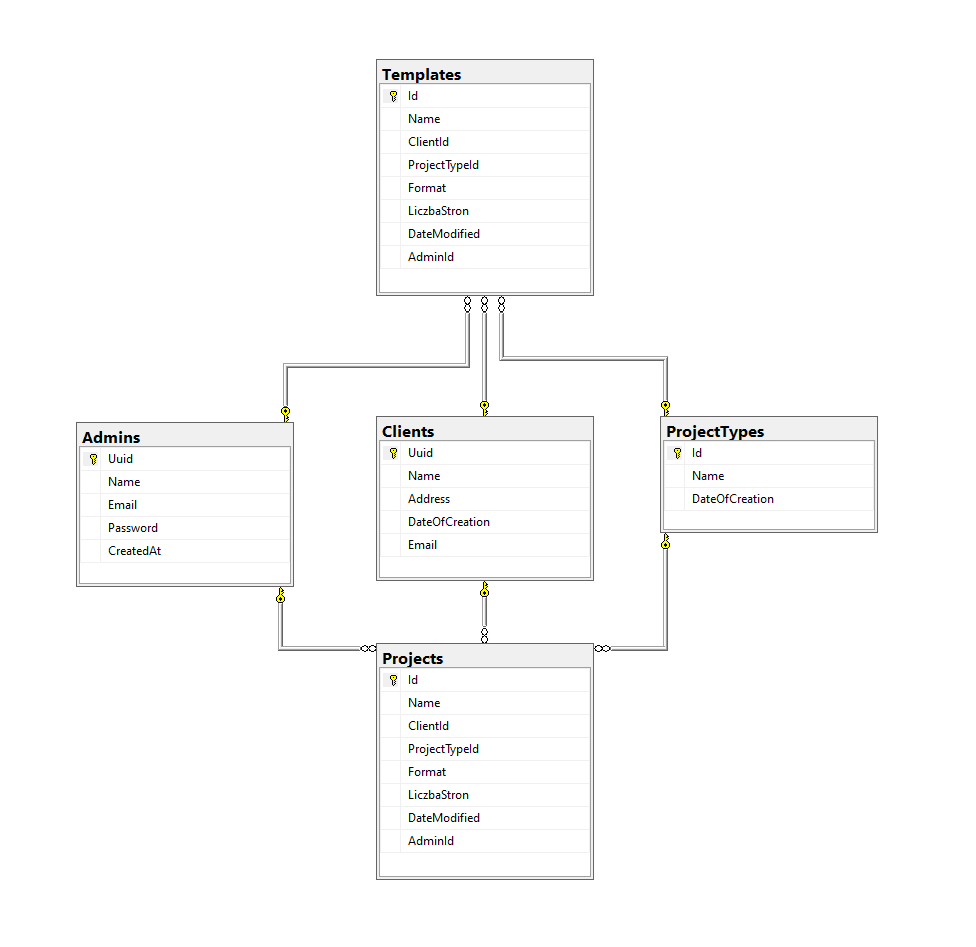 Templates
Id
Name
ClientId
ProjectTypeId
Format
LiczbaStron
DateModified
AdminId
Admins
Uuid
Name
Email
Password
CreatedAt
Clients
Uuid
Name
Address
DateOfCreation
Email
ProjectTypes
Id
Name
DateOfCreation
Projects
Id
Name
ClientId
ProjectTypeId
Format
LiczbaStron
DateModified
AdminId